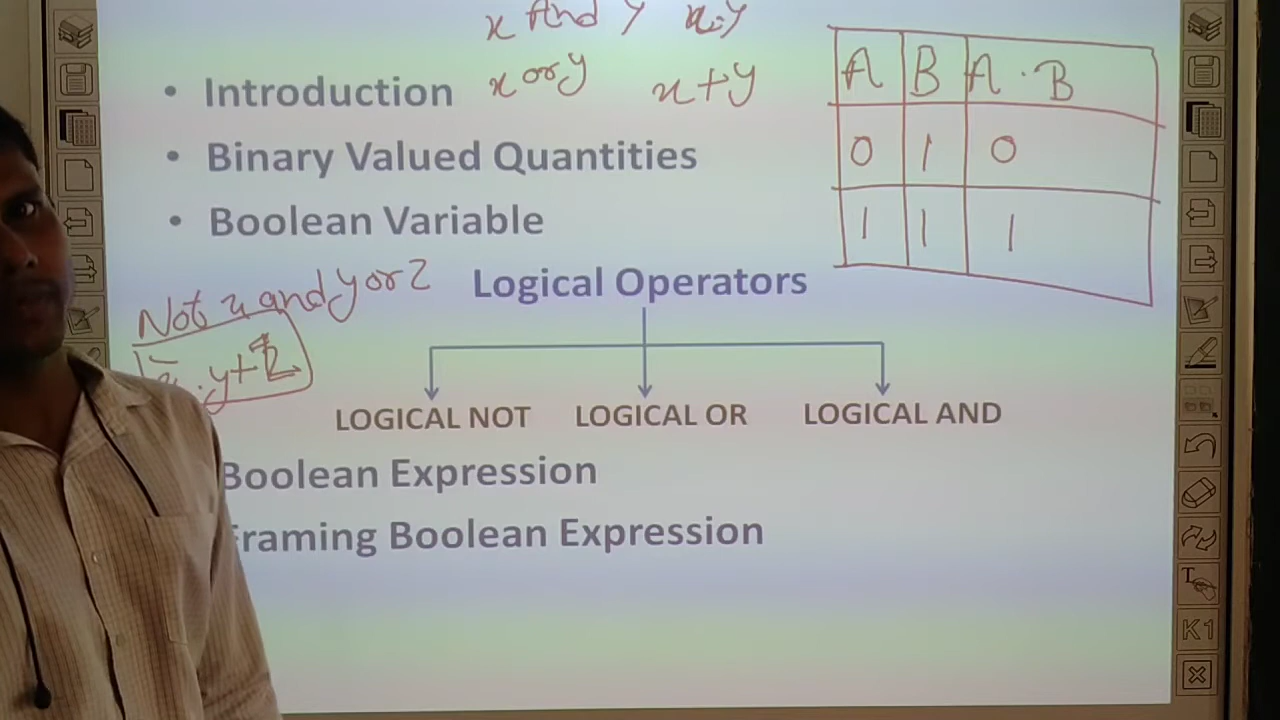 x And y x.y
• Introduction x or y x+y
• Binary Valued Quantities
• Boolean Variable
A B A . B
0 1 0
1 1 1
Not x and y or z
x̄.y+z
Logical Operators
LOGICAL NOT LOGICAL OR LOGICAL AND
Boolean Expression
Framing Boolean Expression
T
K1